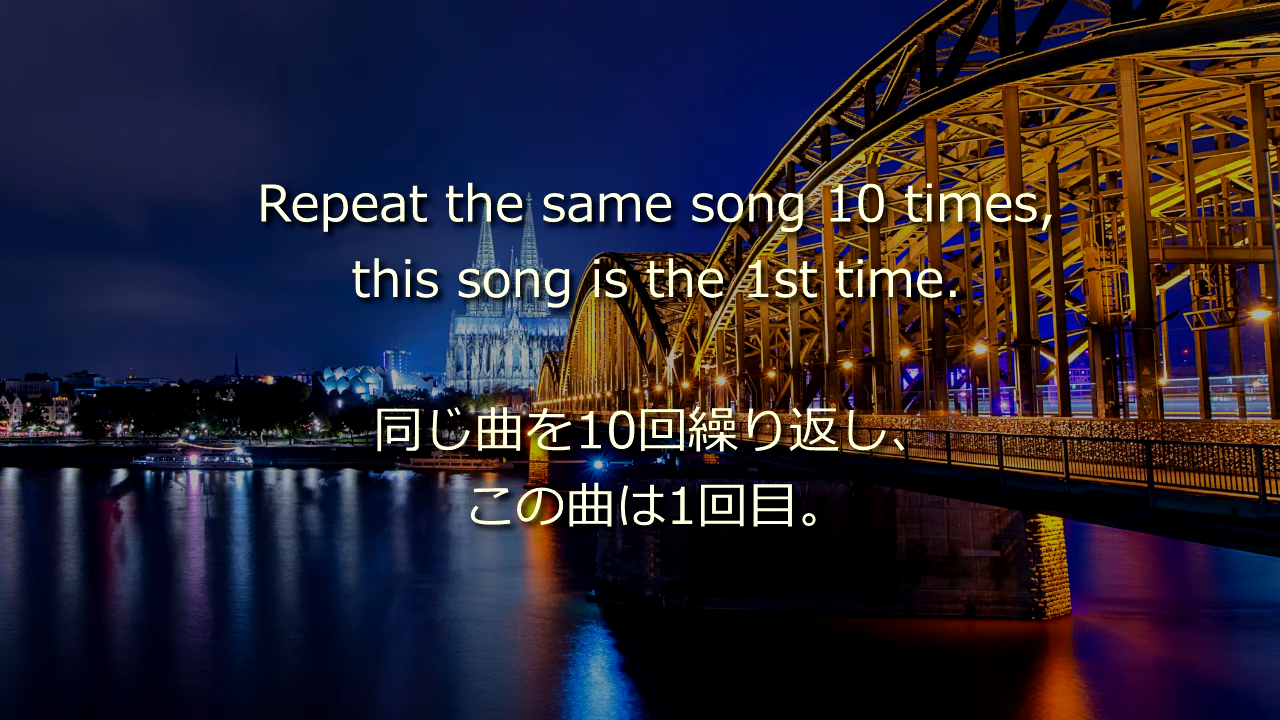 Repeat the same song 10 times,
this song is the 1st time.
同じ曲を10回繰り返し、
この曲は1回目。